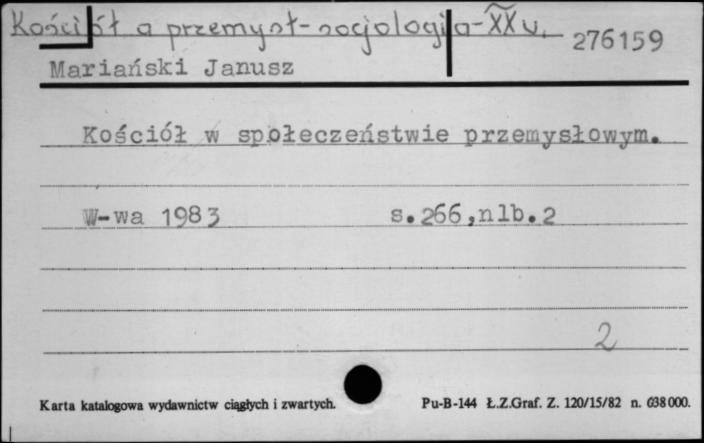 Kościół a przemysł-socjologia-XX w.
276159
Mariański Janusz
Kościół w społeczeństwie przemysłowym.
W-wa 1983 s.266,nlb.2
2
Karta katalogowa wydawnictw ciągłych i zwartych. Pu-B-144 Ł.Z.Graf. Z. 120/15/82 n. 638000.